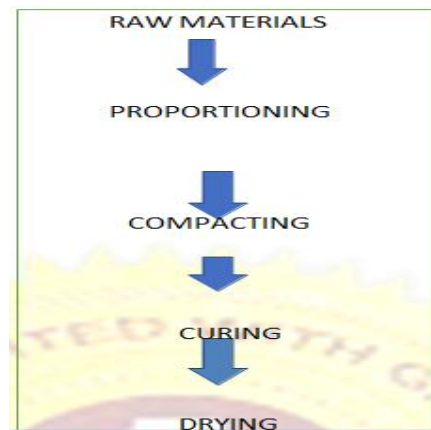 RAW MATERIALS
PROPORTIONING
COMPACTING
CURING
DRYING